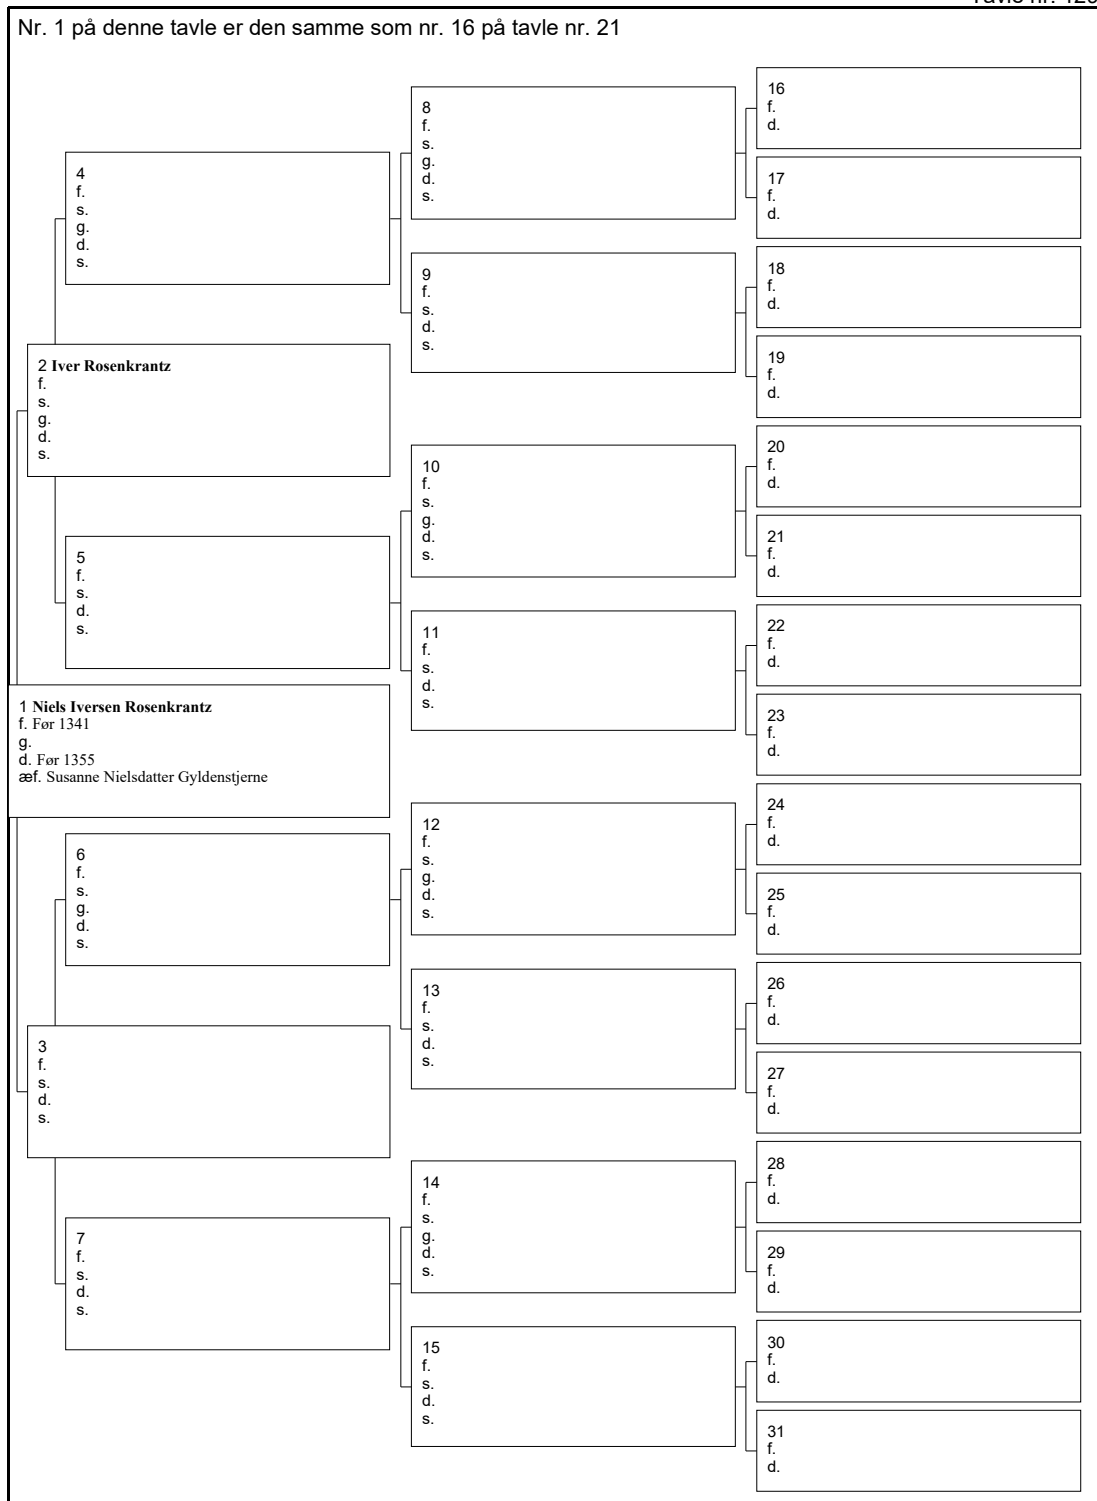 Nr. 1 på denne tavle er den samme som nr. 16 på tavle nr. 21
16
f.
d.
8
f.
s.
g.
d.
s.
17
f.
d.
4
f.
s.
g.
d.
s.
18
f.
d.
9
f.
s.
d.
s.
19
f.
d.
2 Iver Rosenkrantz
f.
s.
g.
d.
s.
20
f.
d.
10
f.
s.
g.
d.
s.
21
f.
d.
5
f.
s.
d.
s.
22
f.
d.
11
f.
s.
d.
s.
23
f.
d.
1 Niels Iversen Rosenkrantz
f. Før 1341
g.
d. Før 1355
æf. Susanne Nielsdatter Gyldenstjerne
24
f.
d.
12
f.
s.
g.
d.
s.
25
f.
d.
6
f.
s.
g.
d.
s.
26
f.
d.
13
f.
s.
d.
s.
27
f.
d.
3
f.
s.
d.
s.
28
f.
d.
14
f.
s.
g.
d.
s.
29
f.
d.
7
f.
s.
d.
s.
30
f.
d.
15
f.
s.
d.
s.
31
f.
d.